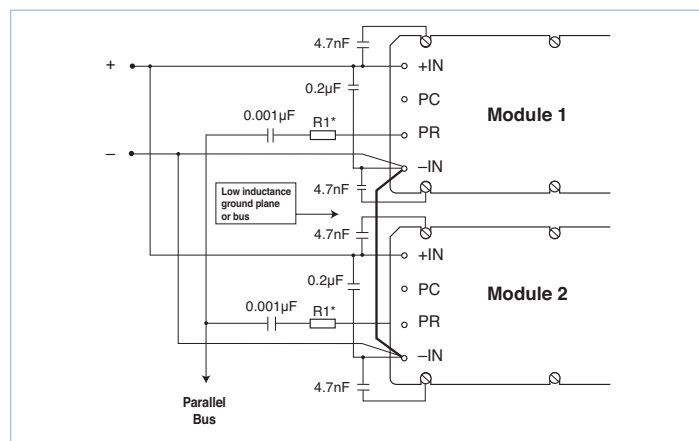 4.7nF
+
+IN
0.2µF
PC
Module 1
0.001µF
R1*
PR
–
–IN
4.7nF
Low inductance
ground plane
or bus
4.7nF
+IN
0.2µF
PC
Module 2
0.001µF
R1*
PR
–IN
4.7nF
Parallel
Bus